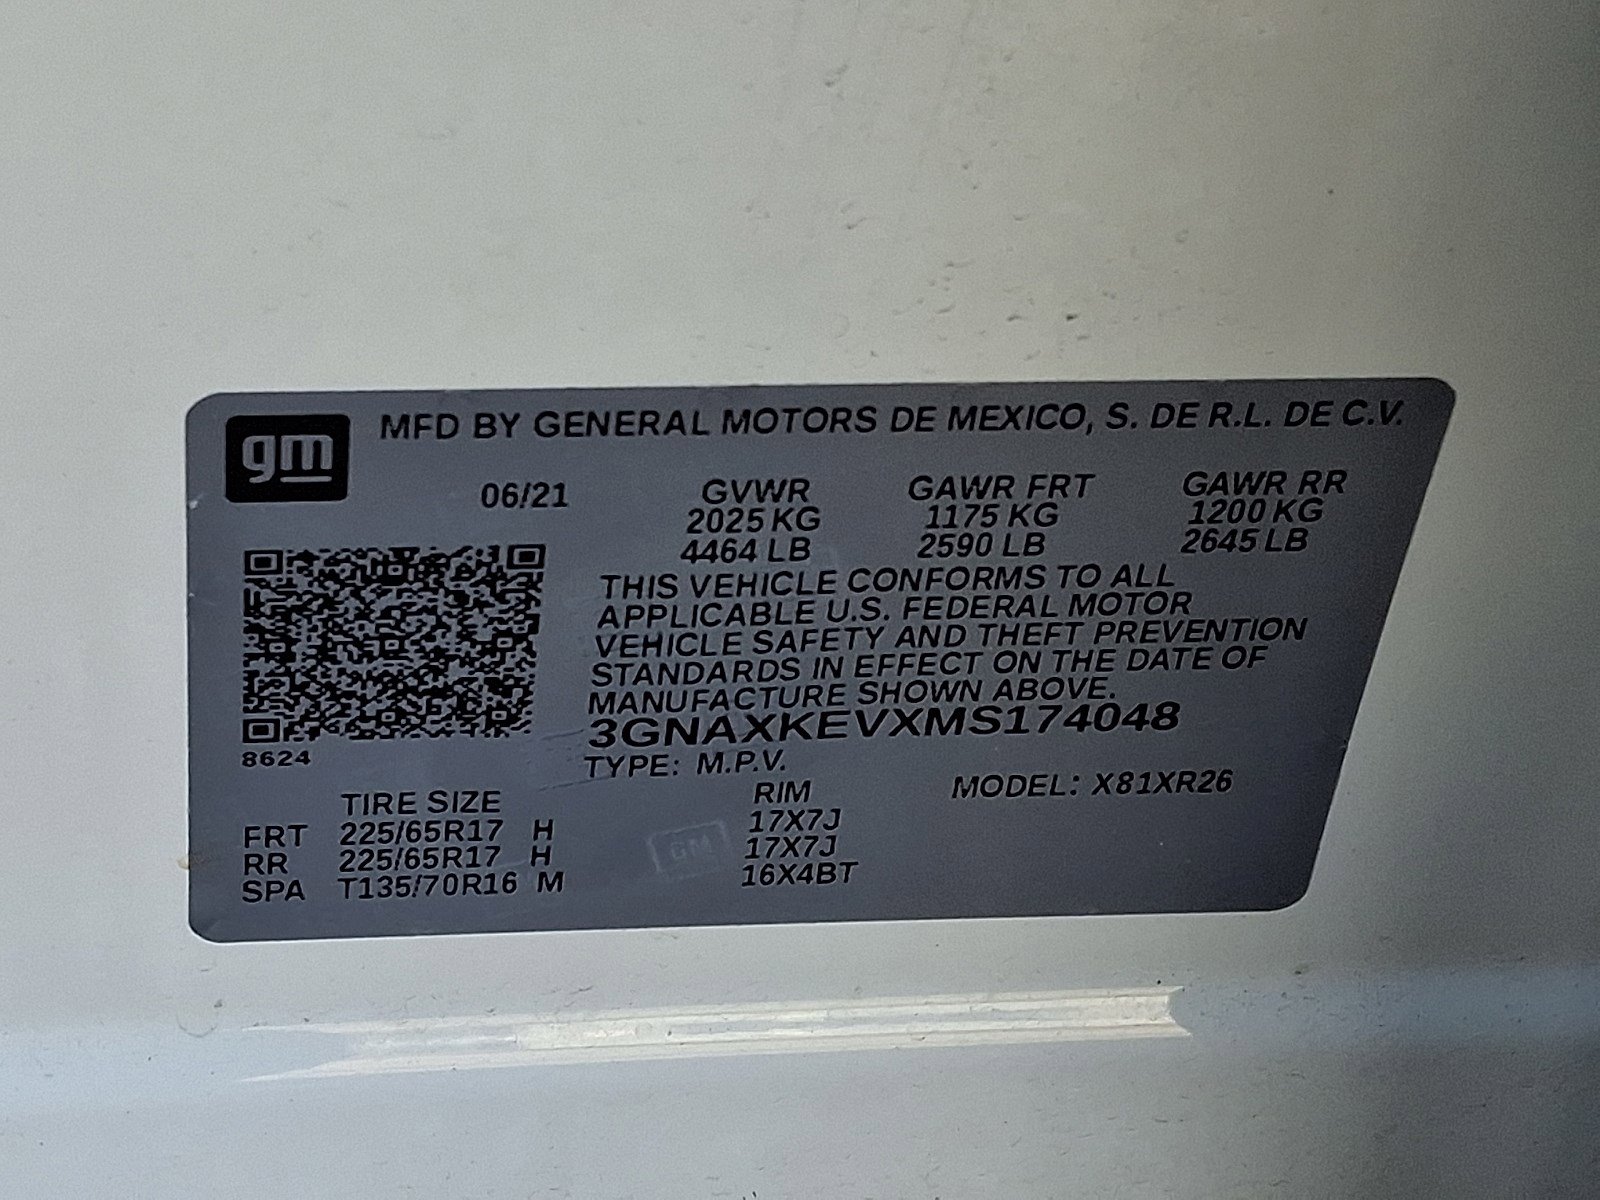 gm MFD BY GENERAL MOTORS DE MEXICO, S. DE R.L. DE C.V.
06/21 GVWR GAWR FRT GAWR RR
2025 KG 1175 KG 1200 KG
4464 LB 2590 LB 2645 LB
THIS VEHICLE CONFORMS TO ALL
APPLICABLE U.S. FEDERAL MOTOR
VEHICLE SAFETY AND THEFT PREVENTION
STANDARDS IN EFFECT ON THE DATE OF
MANUFACTURE SHOWN ABOVE.
3GNAXKEVXMS174048
8624
TYPE: M.P.V. MODEL: X81XR26
TIRE SIZE RIM
FRT 225/65R17 H 17X7J
RR 225/65R17 H 17X7J
SPA T135/70R16 M 16X4BT
GM